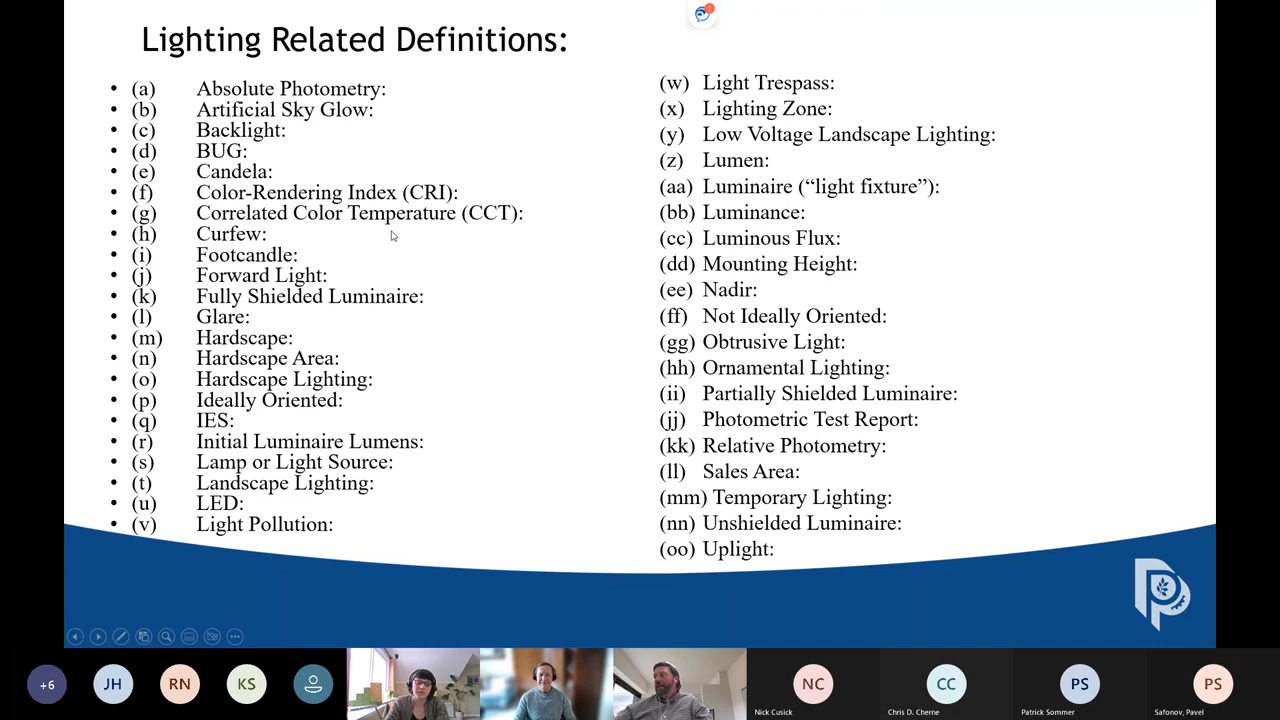 Lighting Related Definitions:
• (a) Absolute Photometry:
• (b) Artificial Sky Glow:
• (c) Backlight:
• (d) BUG:
• (e) Candela:
• (f) Color-Rendering Index (CRI):
• (g) Correlated Color Temperature (CCT):
• (h) Curfew:
• (i) Footcandle:
• (j) Forward Light:
• (k) Fully Shielded Luminaire:
• (l) Glare:
• (m) Hardscape:
• (n) Hardscape Area:
• (o) Hardscape Lighting:
• (p) Ideally Oriented:
• (q) IES:
• (r) Initial Luminaire Lumens:
• (s) Lamp or Light Source:
• (t) Landscape Lighting:
• (u) LED:
• (v) Light Pollution:
(w) Light Trespass:
(x) Lighting Zone:
(y) Low Voltage Landscape Lighting:
(z) Lumen:
(aa) Luminaire (“light fixture”):
(bb) Luminance:
(cc) Luminous Flux:
(dd) Mounting Height:
(ee) Nadir:
(ff) Not Ideally Oriented:
(gg) Obtrusive Light:
(hh) Ornamental Lighting:
(ii) Partially Shielded Luminaire:
(jj) Photometric Test Report:
(kk) Relative Photometry:
(ll) Sales Area:
(mm) Temporary Lighting:
(nn) Unshielded Luminaire:
(oo) Uplight:
+6
JH
RN
KS
NC
Nick Cusick
CC
Chris D. Cherne
PS
Patrick Sommer
PS
Safonov, Pavel